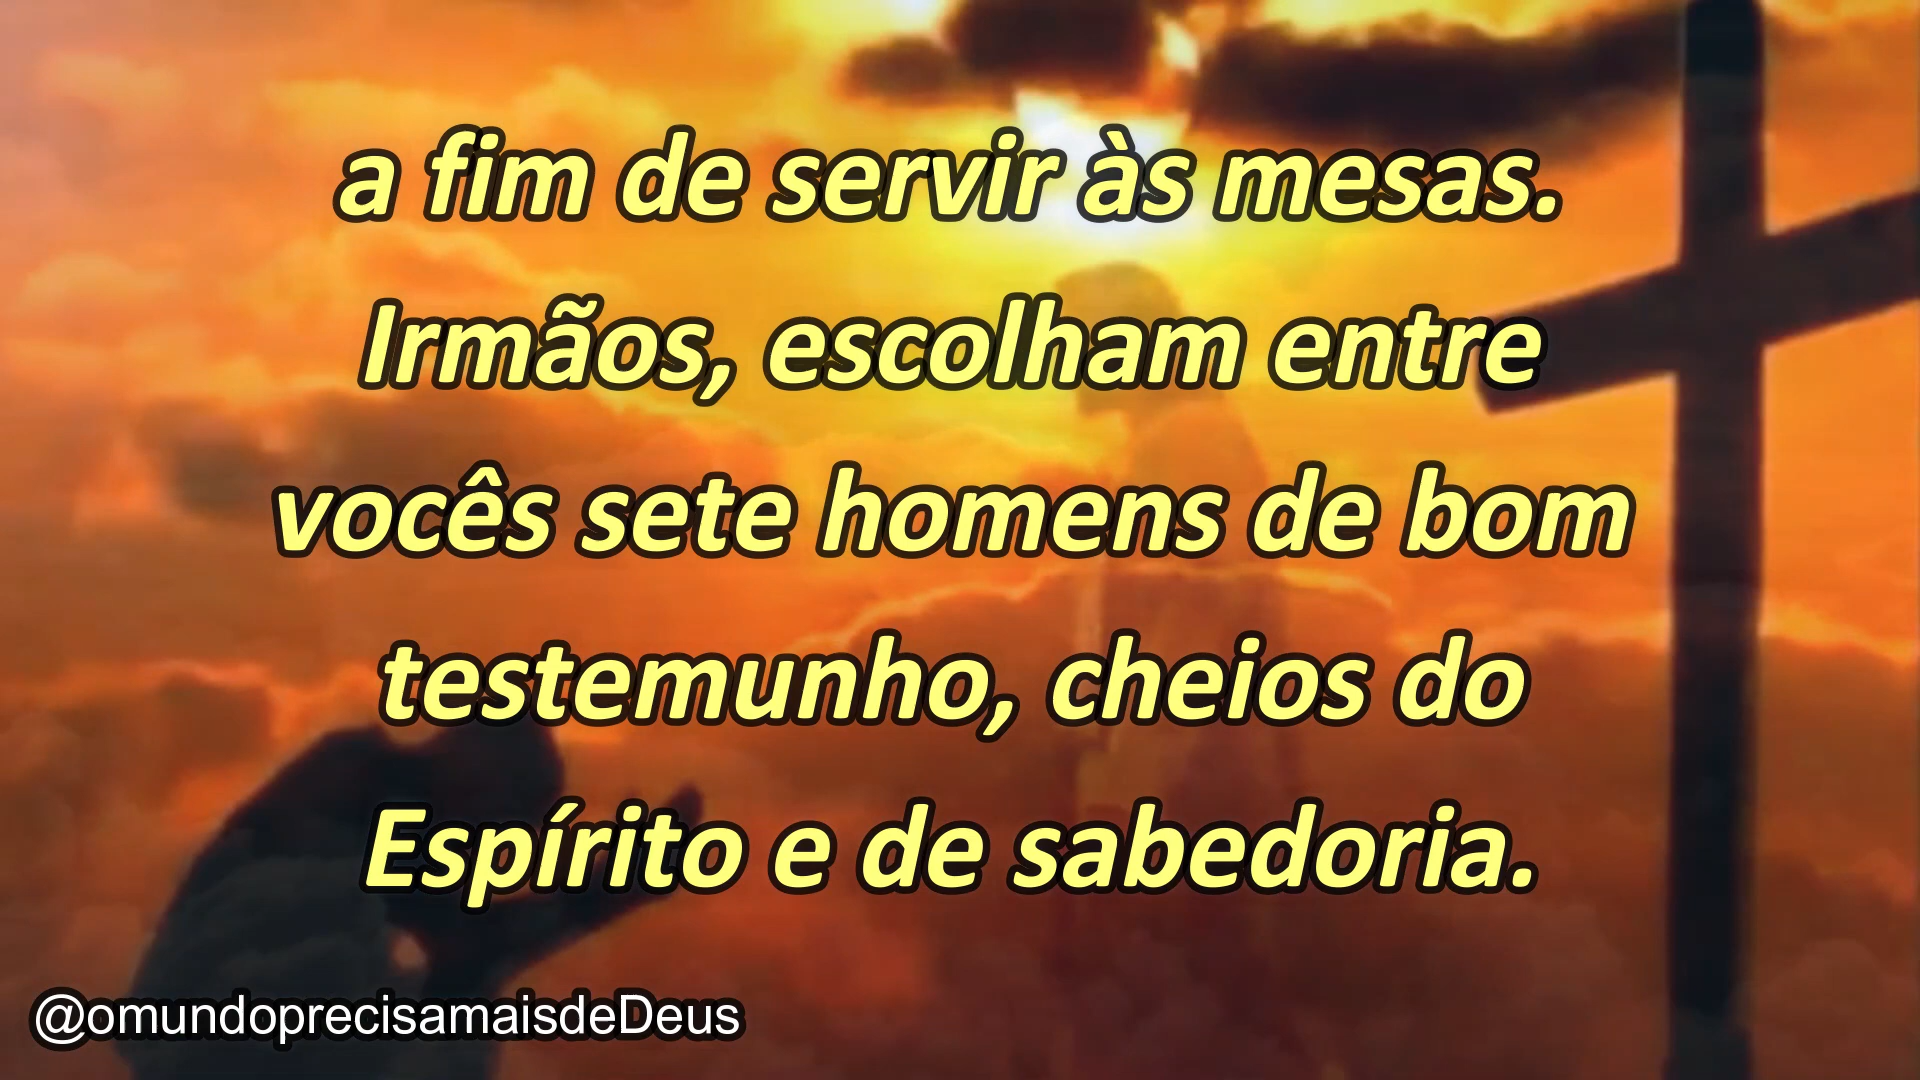 a fim de servir às mesas.
Irmãos, escolham entre
vocês sete homens de bom
testemunho, cheios do
Espírito e de sabedoria.
@omundoprecisamaisdeDeus